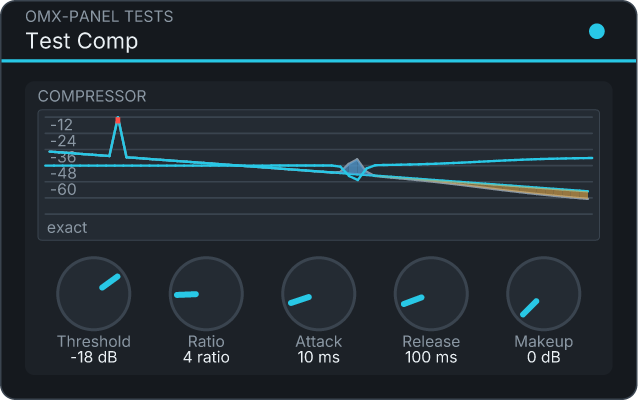 OMX-PANEL TESTS
Test Comp
COMPRESSOR
-12
-24
-36
-48
-60
exact
Threshold Ratio Attack Release Makeup
-18 dB 4 ratio 10 ms 100 ms 0 dB